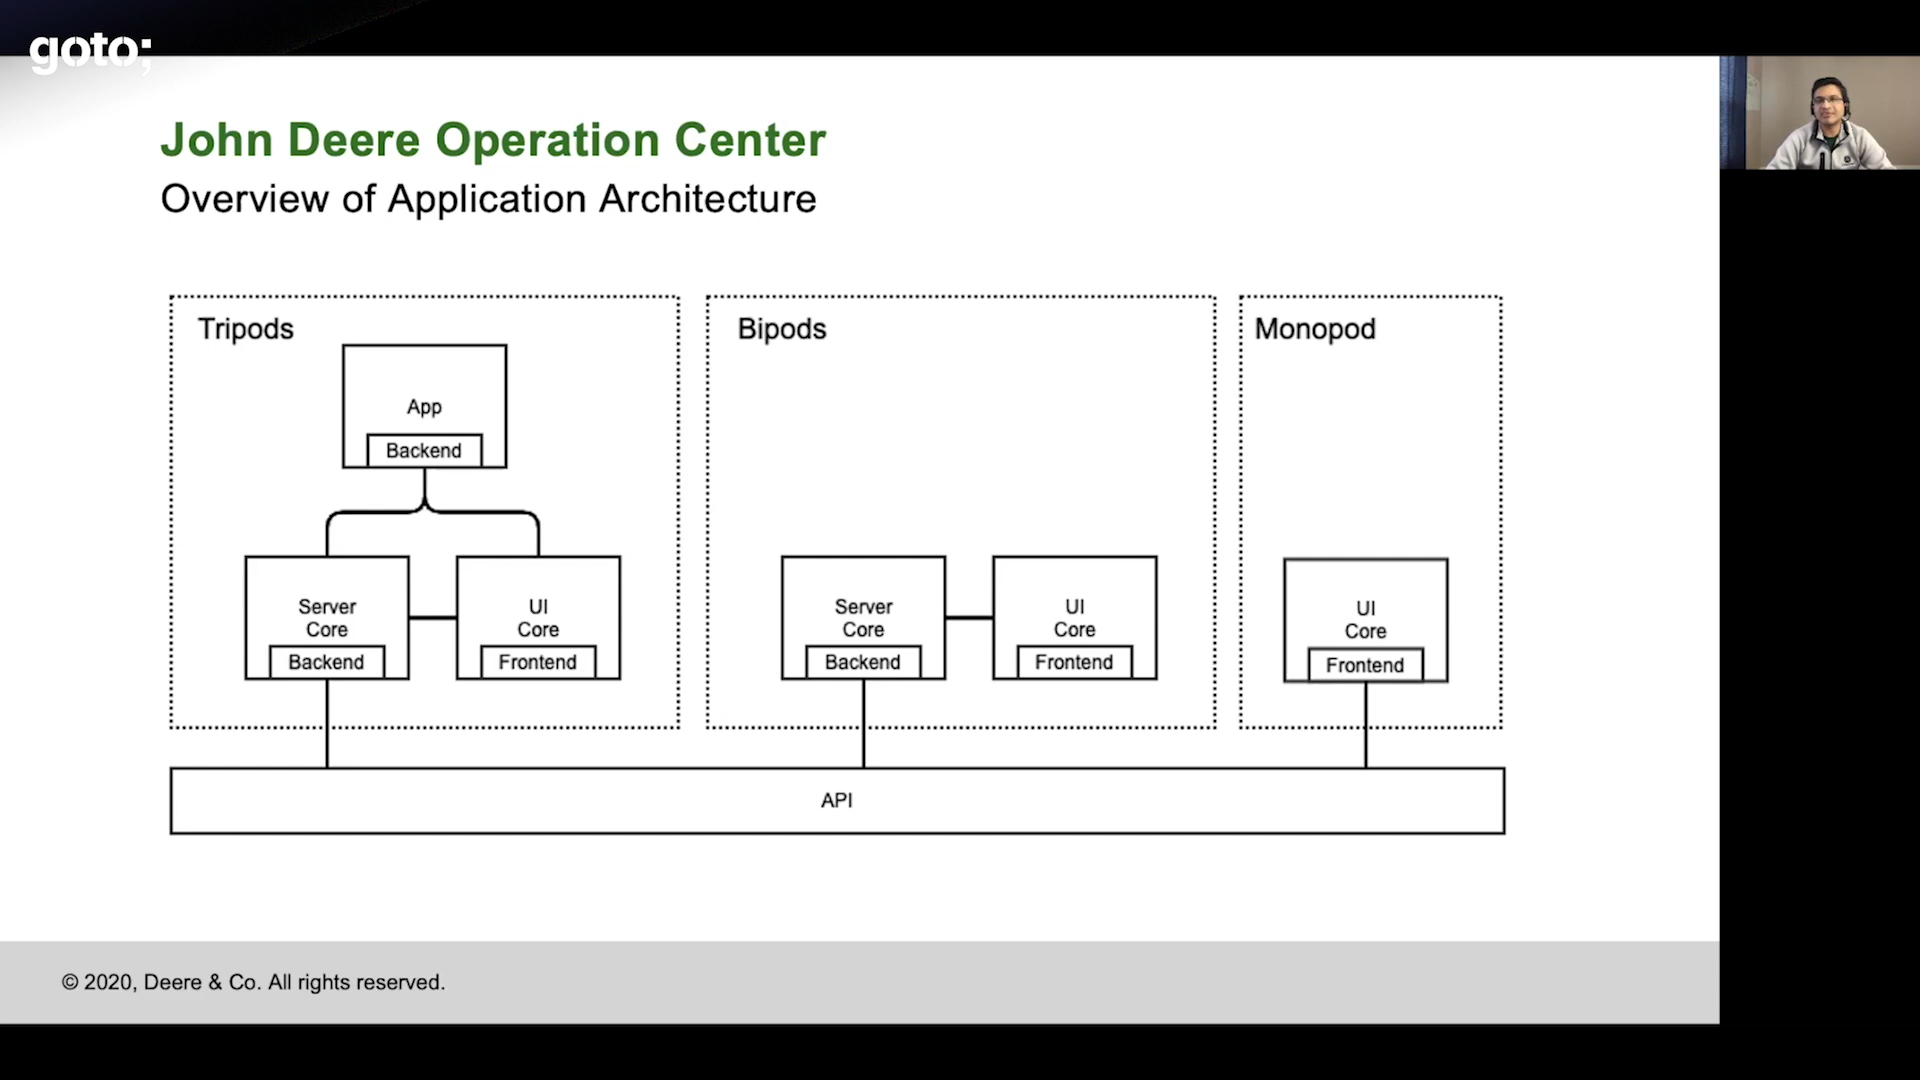 goto;
John Deere Operation Center
Overview of Application Architecture
Tripods
App
Backend
Server
Core
Backend
UI
Core
Frontend
Bipods
Server
Core
Backend
UI
Core
Frontend
Monopod
UI
Core
Frontend
API
© 2020, Deere & Co. All rights reserved.